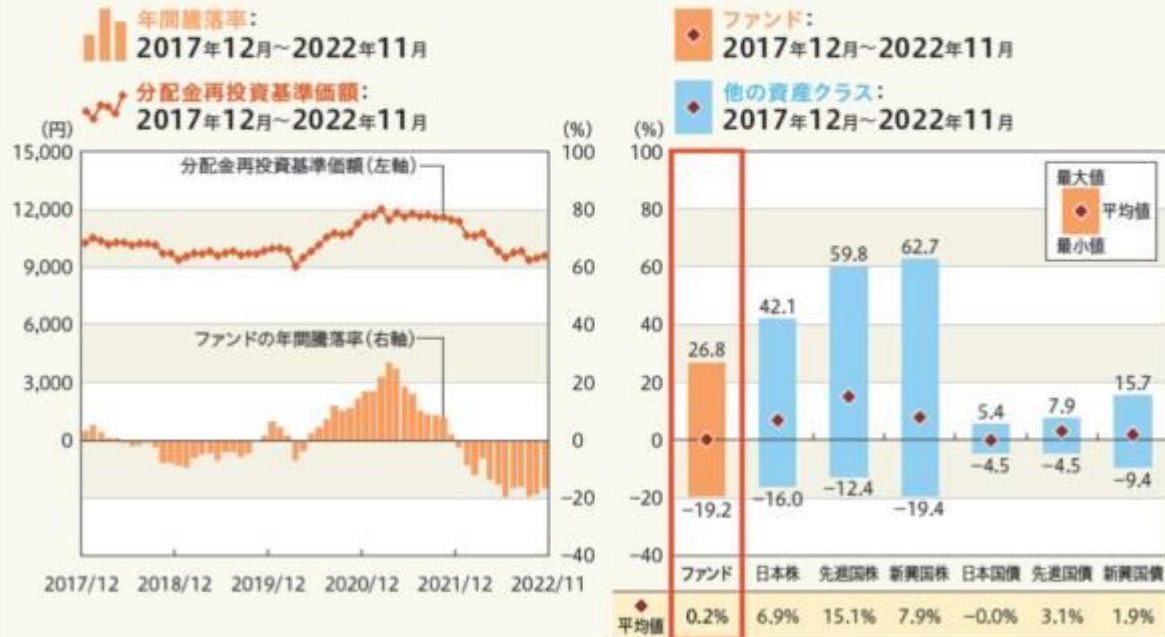 年間騰落率:
2017年12月～2022年11月
分配金再投資基準価額:
2017年12月～2022年11月
(円)
(%)
15,000
12,000
9,000
6,000
3,000
0
分配金再投資基準価額(左軸)
ファンドの年間騰落率(右軸)
100
80
60
40
20
0
−20
−40
2017/12 2018/12 2019/12 2020/12 2021/12 2022/11
ファンド:
2017年12月～2022年11月
他の資産クラス:
2017年12月～2022年11月
(%)
100
80
60
40
20
0
−20
−40
最大値
平均値
最小値
26.8 42.1 59.8 62.7 5.4 7.9 15.7
−19.2 −16.0 −12.4 −19.4 −4.5 −4.5 −9.4
ファンド 日本株 先進国株 新興国株 日本国債 先進国債 新興国債
平均値 0.2% 6.9% 15.1% 7.9% −0.0% 3.1% 1.9%